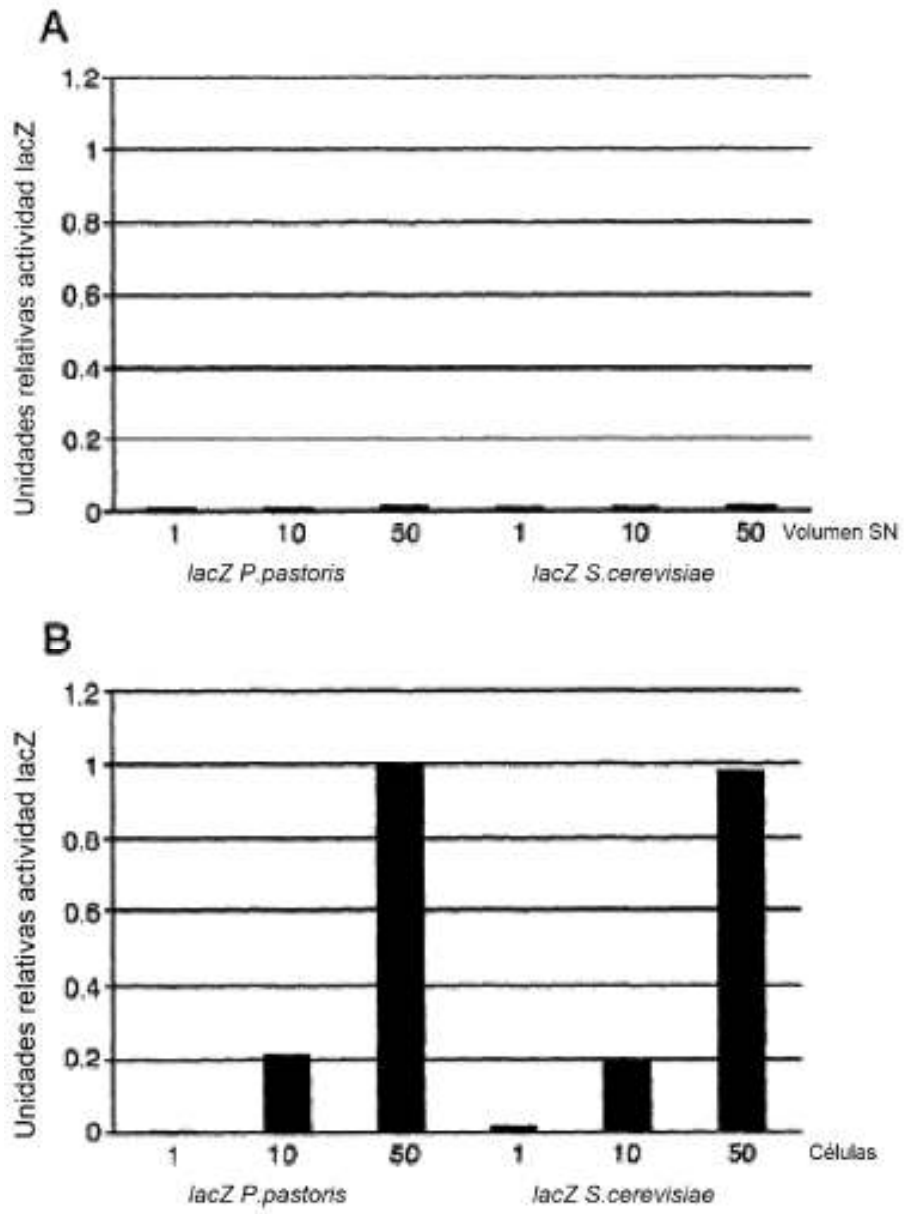 A
Unidades relativas actividad lacZ
1.2
1
0.8
0.6
0.4
0.2
0
1 10 50 1 10 50 Volumen SN
lacZ P.pastoris lacZ S.cerevisiae
B
Unidades relativas actividad lacZ
1.2
1
0.8
0.6
0.4
0.2
0
1 10 50 1 10 50 Células
lacZ P.pastoris lacZ S.cerevisiae